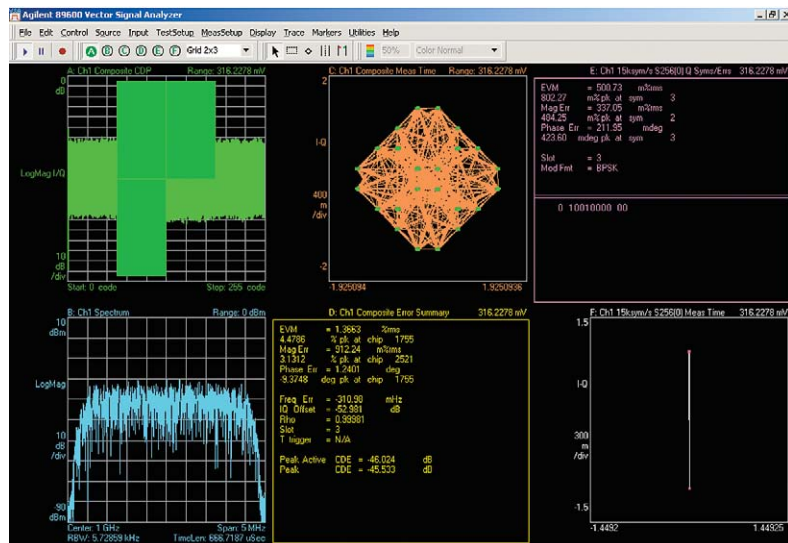 Agilent 89600 Vector Signal Analyzer
File Edit Control Source Input TestSetup MeasSetup Display Trace Markers Utilities Help
A B C D E F Grid 2x3 50% Color Normal
A: Ch1 Composite CDP Range: 316.2278 mV
0
dB
LogMag I/Q
10
dB
/div
Start: 0 code Stop: 255 code
C: Ch1 Composite Meas Time Range: 316.2278 mV
2
I-Q
400
m
/div
-2
-1.925094 1.9250936
E: Ch1 15ksym/s S256[0] Q Syms/Errs 316.2278 mV
EVM = 500.73 m%rms
802.27 m% pk at sym 3
Mag Err = 337.05 m%rms
484.25 m% pk at sym 2
Phase Err = 211.95 mdeg
423.60 mdeg pk at sym 3
Slot = 3
Mod Fmt = BPSK
0 10010000 00
B: Ch1 Spectrum Range: 0 dBm
10
dBm
LogMag
10
dB
/div
-90
dBm
Center: 1 GHz Span: 5 MHz
RBW: 5.72859 kHz TimeLen: 666.7187 uSec
D: Ch1 Composite Error Summary 316.2278 mV
EVM = 1.3663 %rms
4.4786 % pk at chip 1755
Mag Err = 912.24 m%rms
3.1312 % pk at chip 2521
Phase Err = 1.2401 deg
-9.3748 deg pk at chip 1755
Freq Err = -310.98 mHz
IQ Offset = -52.981 dB
Rho = 0.99981
Slot = 3
T trigger = N/A
Peak Active CDE = -46.024 dB
Peak CDE = -45.533 dB
F: Ch1 15ksym/s S256[0] Meas Time 316.2278 mV
1.5
I-Q
300
m
/div
-1.5
-1.4492 1.44925